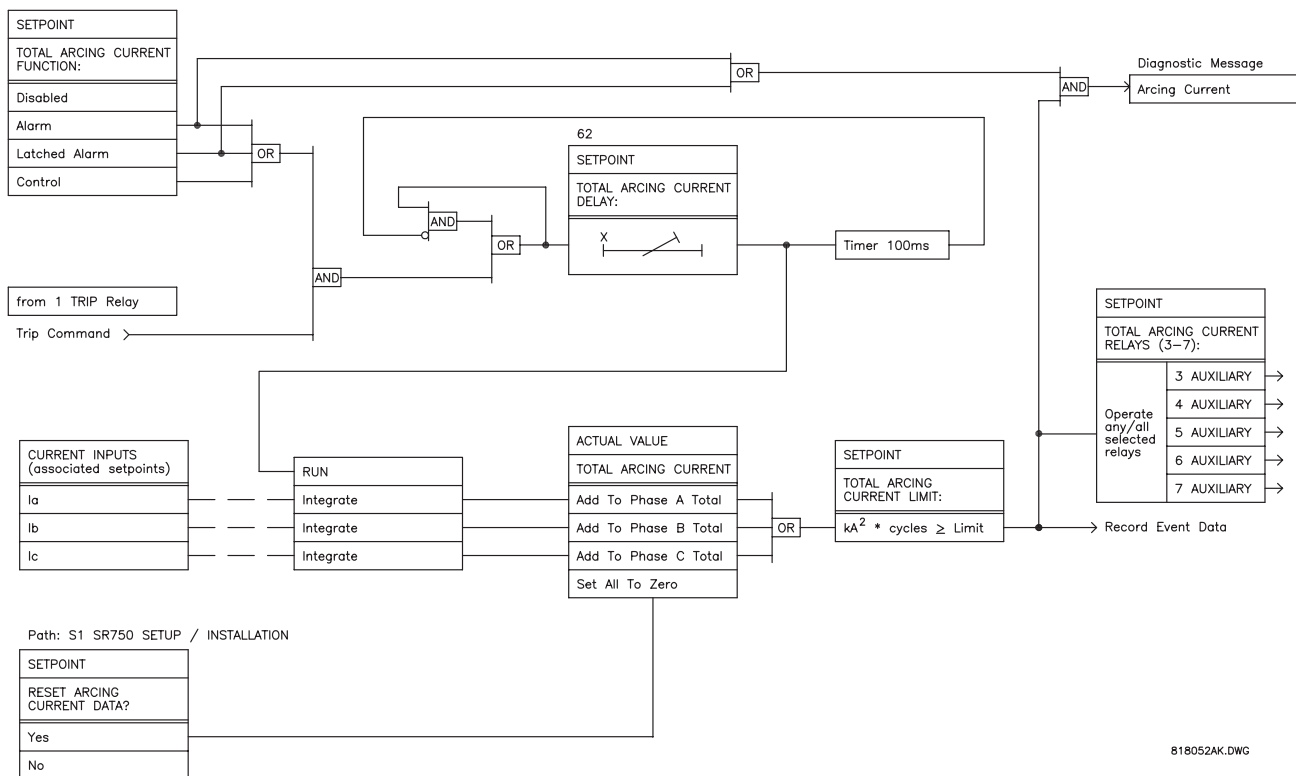 SETPOINT
TOTAL ARCING CURRENT
FUNCTION:
Disabled
Alarm
Latched Alarm
Control
OR
OR
AND
Diagnostic Message
Arcing Current
62
SETPOINT
TOTAL ARCING CURRENT
DELAY:
X
AND
OR
Timer 100ms
AND
from 1 TRIP Relay
Trip Command
SETPOINT
TOTAL ARCING CURRENT
RELAYS (3-7):
Operate
any/all
selected
relays
3 AUXILIARY
4 AUXILIARY
5 AUXILIARY
6 AUXILIARY
7 AUXILIARY
CURRENT INPUTS
(associated setpoints)
Ia
Ib
Ic
RUN
Integrate
Integrate
Integrate
ACTUAL VALUE
TOTAL ARCING CURRENT
Add To Phase A Total
Add To Phase B Total
Add To Phase C Total
Set All To Zero
OR
SETPOINT
TOTAL ARCING
CURRENT LIMIT:
kA² * cycles ≥ Limit
Record Event Data
Path: S1 SR750 SETUP / INSTALLATION
SETPOINT
RESET ARCING
CURRENT DATA?
Yes
No
818052AK.DWG